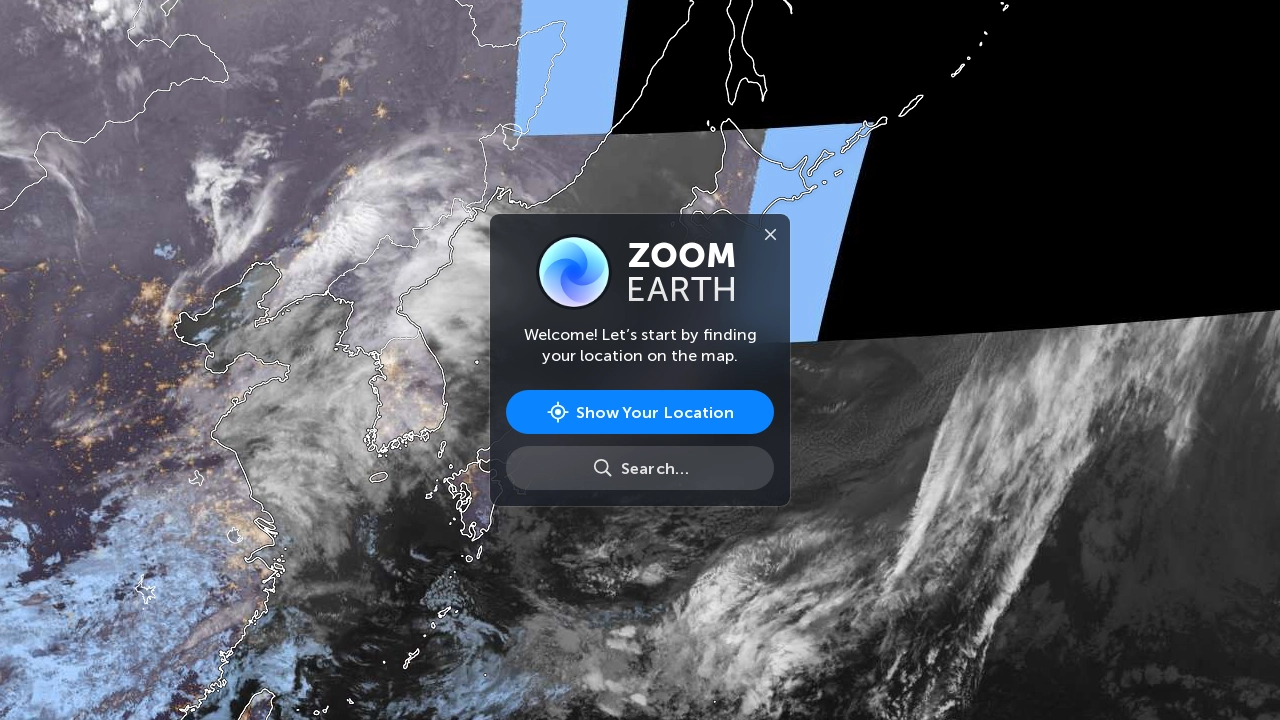 ZOOM
EARTH
Welcome! Let’s start by finding
your location on the map.
Show Your Location
Search...